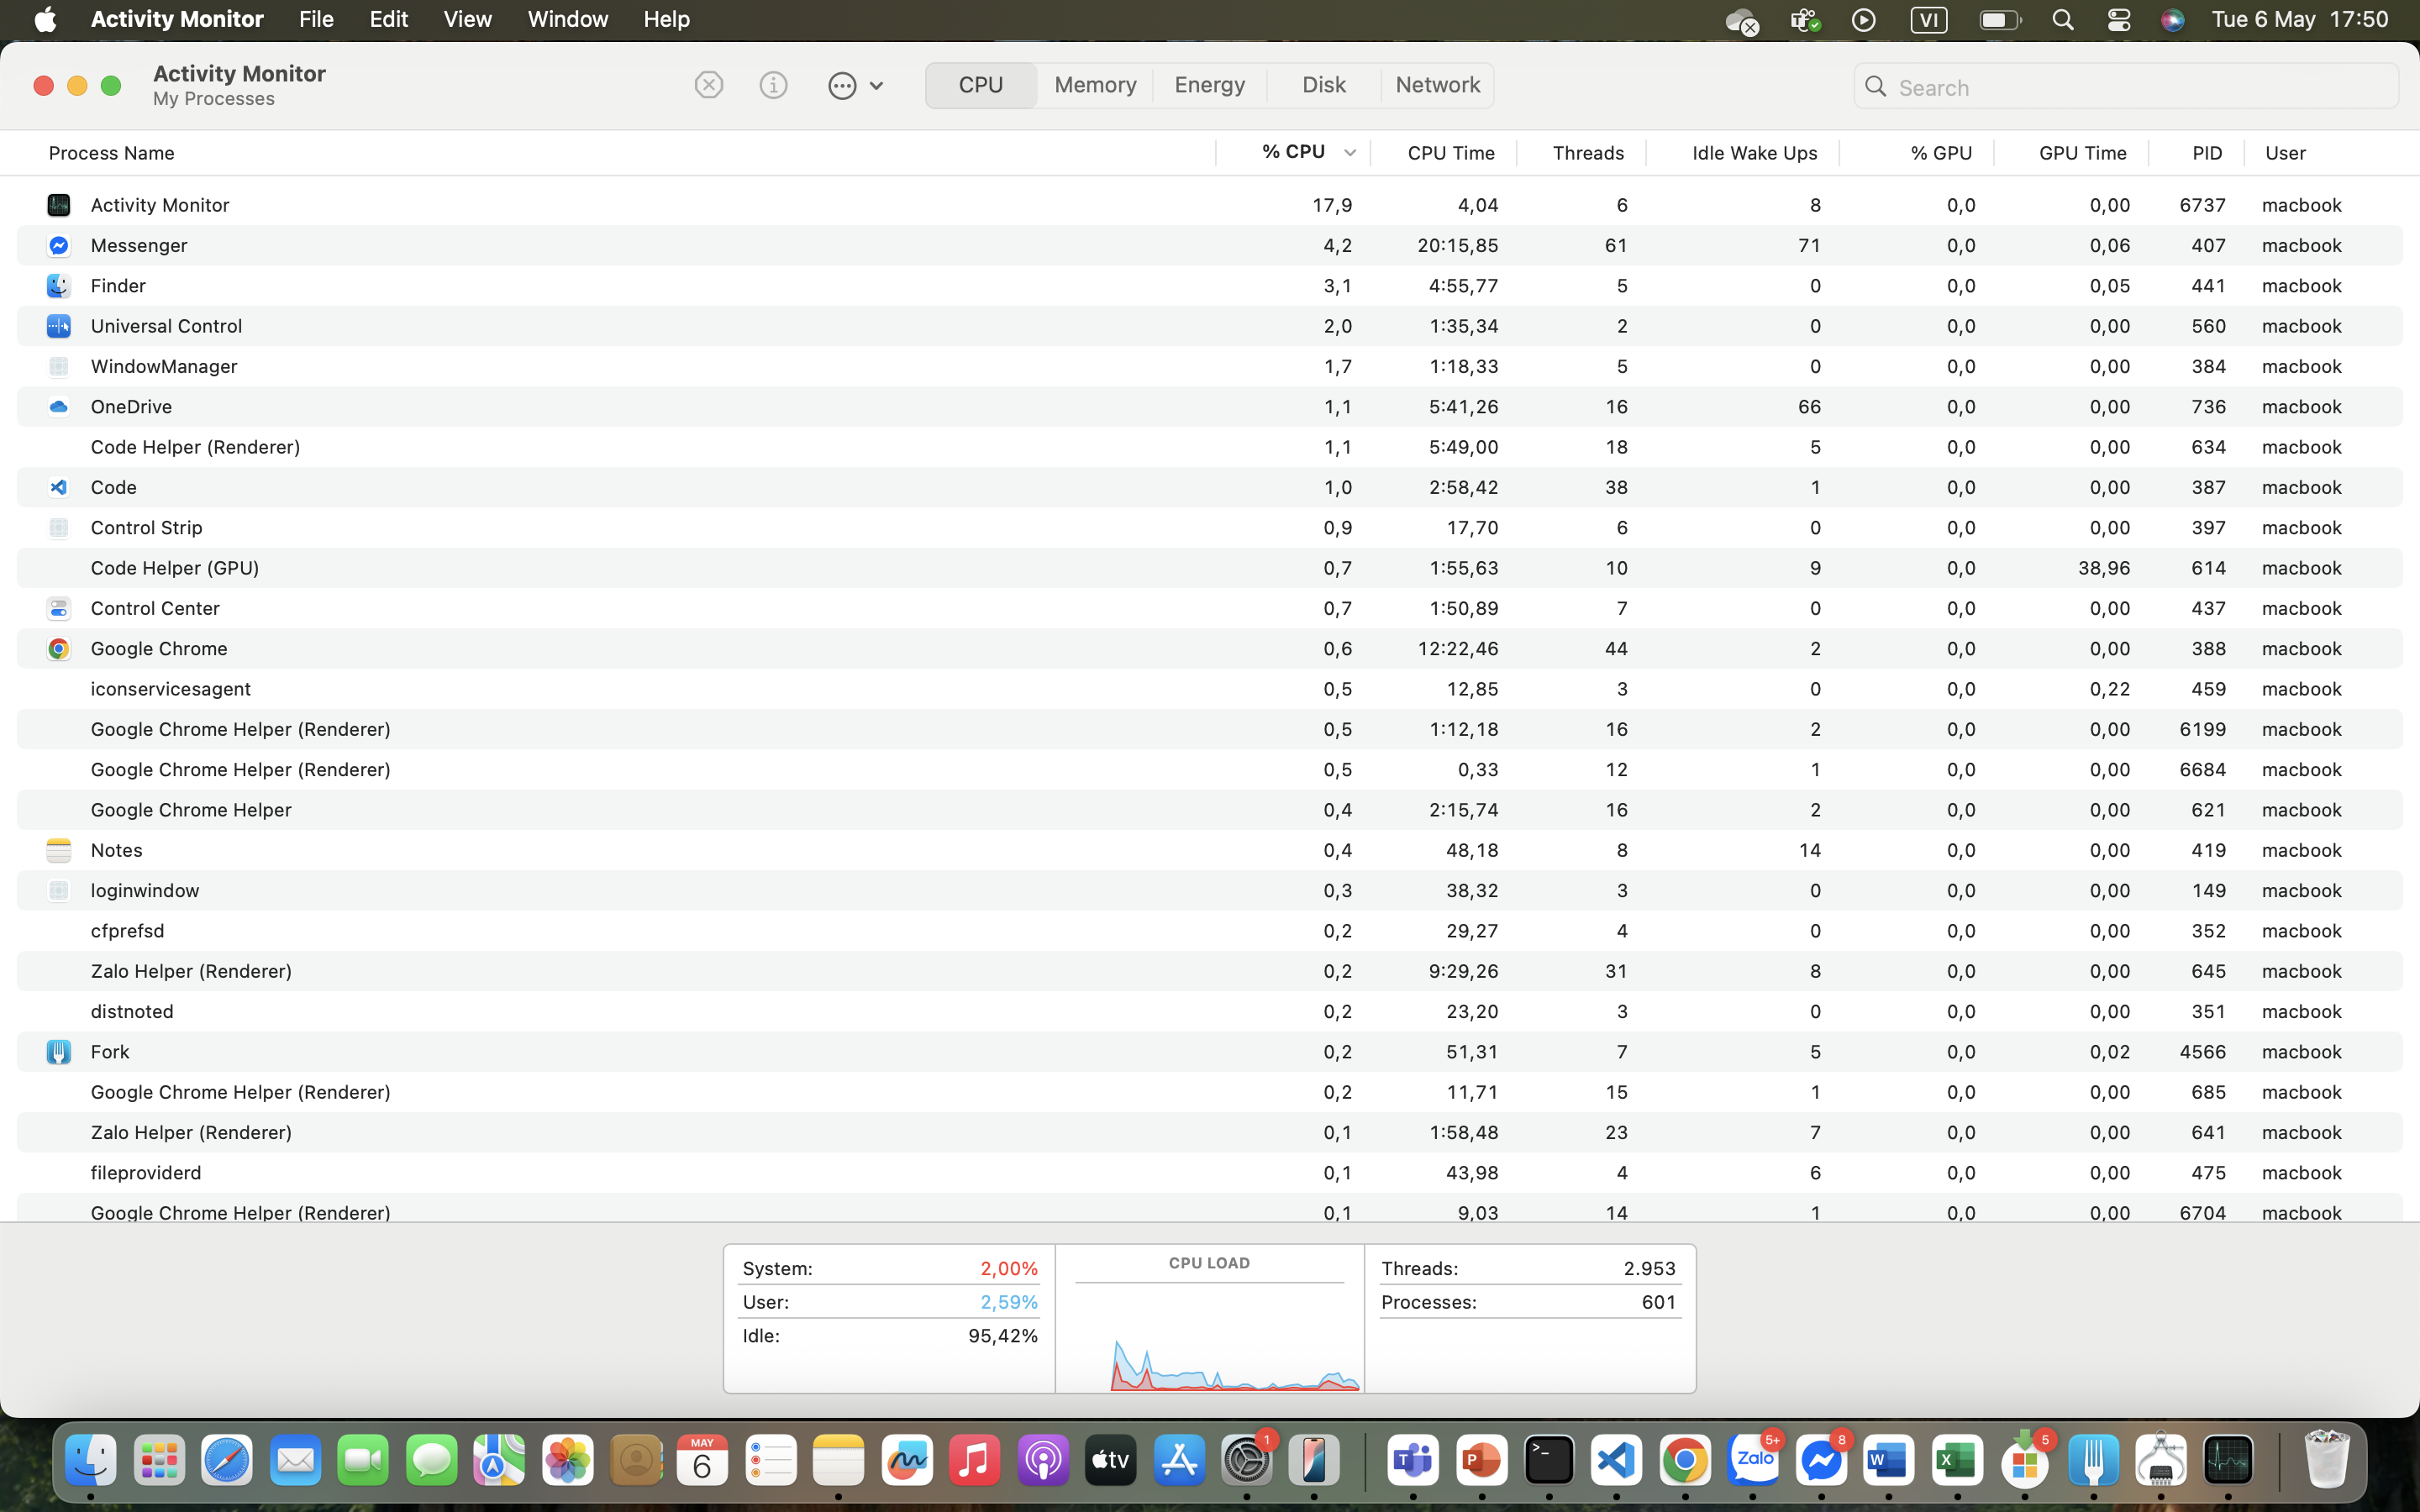 Activity Monitor File Edit View Window Help VI Tue 6 May 17:50
Activity Monitor
My Processes
CPU Memory Energy Disk Network Search
Process Name % CPU CPU Time Threads Idle Wake Ups % GPU GPU Time PID User
Activity Monitor 17,9 4,04 6 8 0,0 0,00 6737 macbook
Messenger 4,2 20:15,85 61 71 0,0 0,06 407 macbook
Finder 3,1 4:55,77 5 0 0,0 0,05 441 macbook
Universal Control 2,0 1:35,34 2 0 0,0 0,00 560 macbook
WindowManager 1,7 1:18,33 5 0 0,0 0,00 384 macbook
OneDrive 1,1 5:41,26 16 66 0,0 0,00 736 macbook
Code Helper (Renderer) 1,1 5:49,00 18 5 0,0 0,00 634 macbook
Code 1,0 2:58,42 38 1 0,0 0,00 387 macbook
Control Strip 0,9 17,70 6 0 0,0 0,00 397 macbook
Code Helper (GPU) 0,7 1:55,63 10 9 0,0 38,96 614 macbook
Control Center 0,7 1:50,89 7 0 0,0 0,00 437 macbook
Google Chrome 0,6 12:22,46 44 2 0,0 0,00 388 macbook
iconservicesagent 0,5 12,85 3 0 0,0 0,22 459 macbook
Google Chrome Helper (Renderer) 0,5 1:12,18 16 2 0,0 0,00 6199 macbook
Google Chrome Helper (Renderer) 0,5 0,33 12 1 0,0 0,00 6684 macbook
Google Chrome Helper 0,4 2:15,74 16 2 0,0 0,00 621 macbook
Notes 0,4 48,18 8 14 0,0 0,00 419 macbook
loginwindow 0,3 38,32 3 0 0,0 0,00 149 macbook
cfprefsd 0,2 29,27 4 0 0,0 0,00 352 macbook
Zalo Helper (Renderer) 0,2 9:29,26 31 8 0,0 0,00 645 macbook
distnoted 0,2 23,20 3 0 0,0 0,00 351 macbook
Fork 0,2 51,31 7 5 0,0 0,02 4566 macbook
Google Chrome Helper (Renderer) 0,2 11,71 15 1 0,0 0,00 685 macbook
Zalo Helper (Renderer) 0,1 1:58,48 23 7 0,0 0,00 641 macbook
fileproviderd 0,1 43,98 4 6 0,0 0,00 475 macbook
Google Chrome Helper (Renderer) 0,1 9,03 14 1 0,0 0,00 6704 macbook
System: 2,00% CPU LOAD Threads: 2.953
User: 2,59% Processes: 601
Idle: 95,42%
MAY
6
tv
1
T
P
>_
Zalo
5+
8
W
X
5